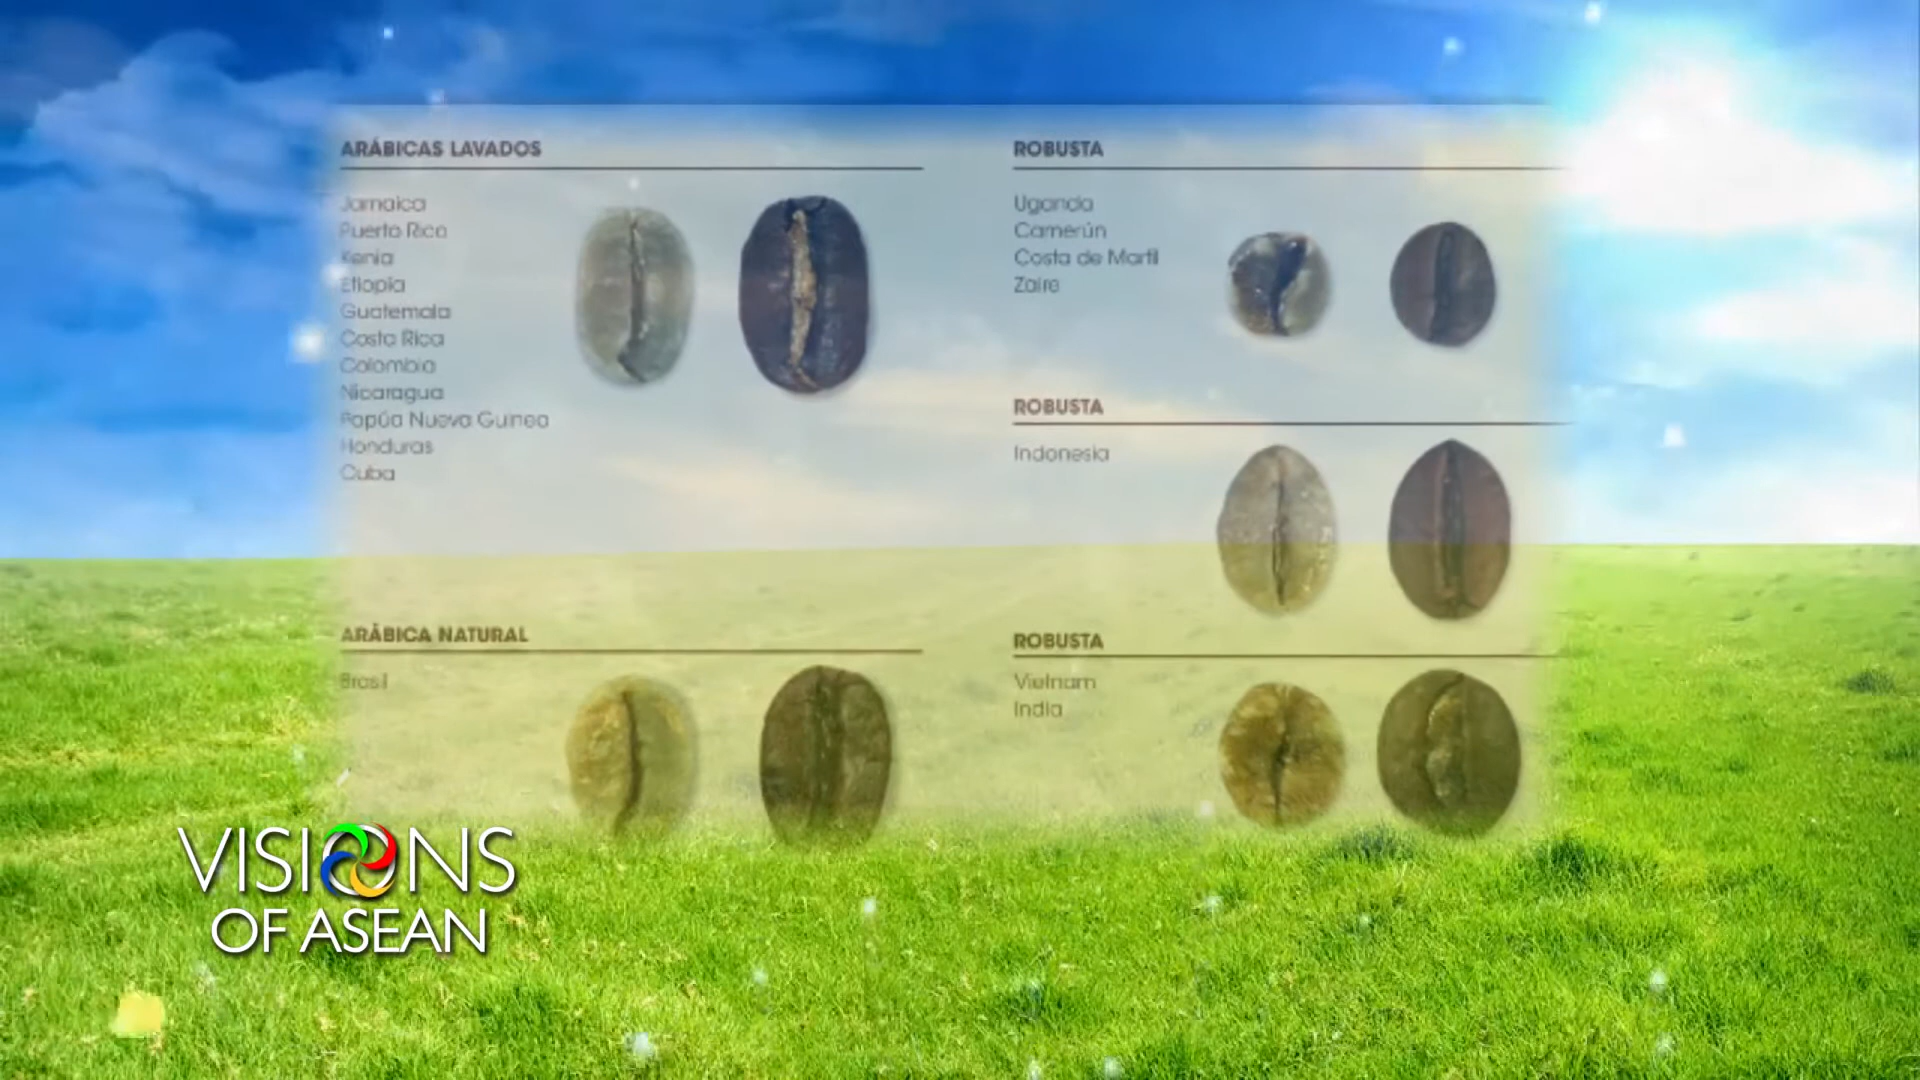 ARÁBICAS LAVADOS
Jamaica
Puerto Rico
Kenia
Etiopía
Guatemala
Costa Rica
Colombia
Nicaragua
Papúa Nueva Guinea
Honduras
Cuba
ARÁBICA NATURAL
Brasil
ROBUSTA
Uganda
Camerún
Costa de Marfil
Zaire
ROBUSTA
Indonesia
ROBUSTA
Vietnam
India
VISIONS
OF ASEAN